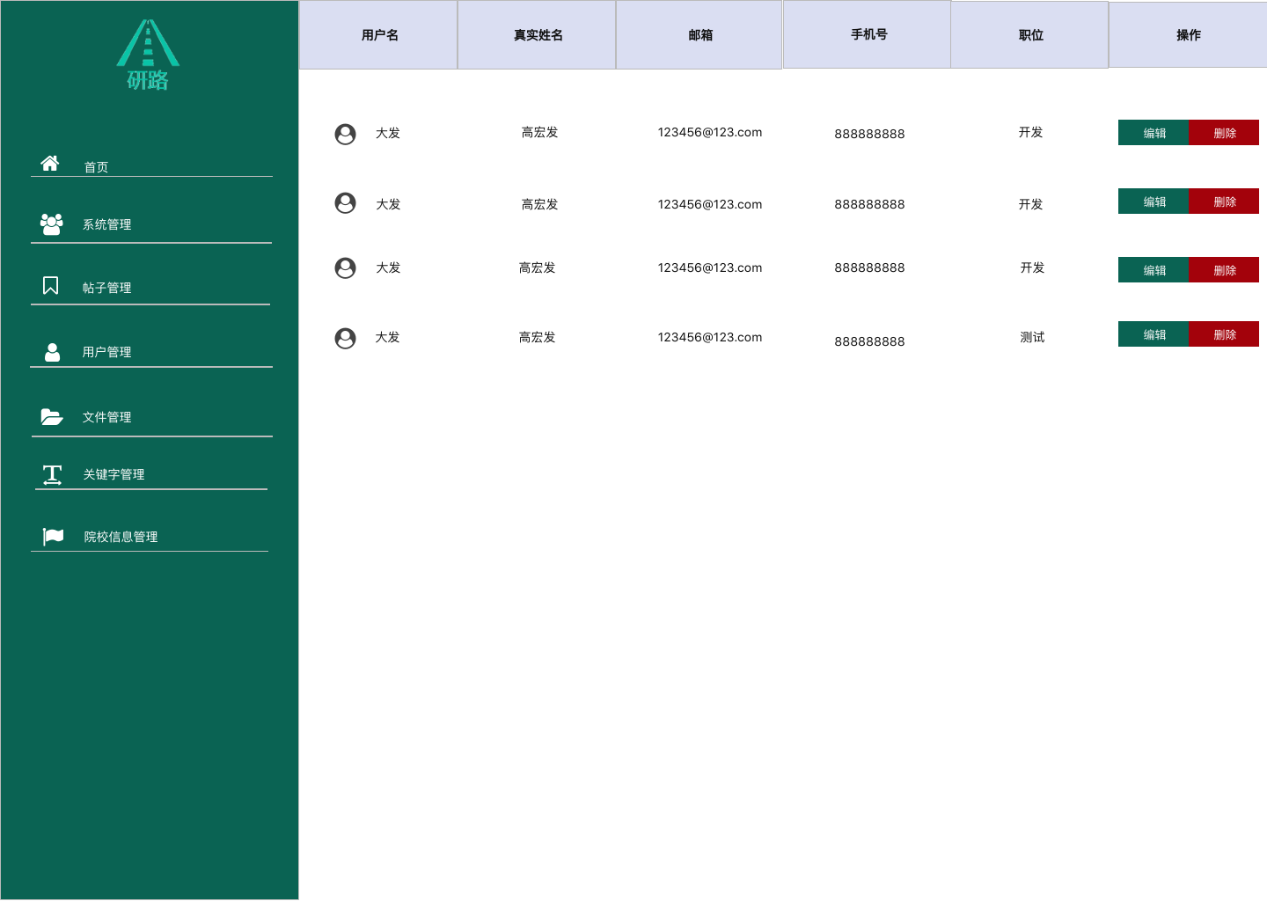 研路
首页
系统管理
帖子管理
用户管理
文件管理
关键字管理
院校信息管理
用户名 真实姓名 邮箱 手机号 职位 操作
大发 高宏发 123456@123.com 888888888 开发 编辑 删除
大发 高宏发 123456@123.com 888888888 开发 编辑 删除
大发 高宏发 123456@123.com 888888888 开发 编辑 删除
大发 高宏发 123456@123.com 888888888 测试 编辑 删除